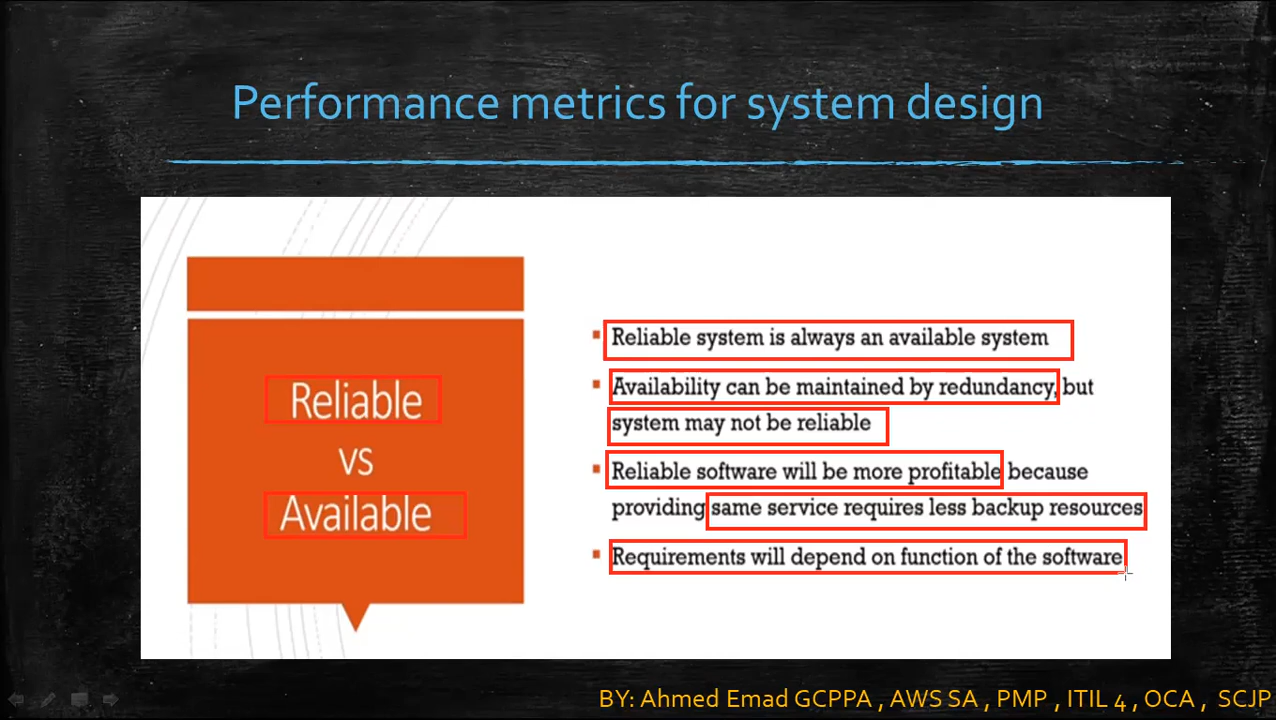 Performance metrics for system design
Reliable
vs
Available
Reliable system is always an available system
Availability can be maintained by redundancy, but
system may not be reliable
Reliable software will be more profitable because
providing same service requires less backup resources
Requirements will depend on function of the software
BY: Ahmed Emad GCPPA , AWS SA , PMP , ITIL 4 , OCA , SCJP